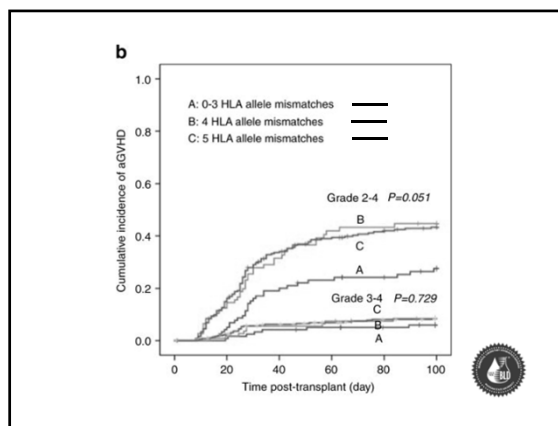 b
1.0
0.8
0.6
0.4
0.2
0.0
Cumulative incidence of aGVHD
A: 0-3 HLA allele mismatches
B: 4 HLA allele mismatches
C: 5 HLA allele mismatches
Grade 2-4 P=0.051
B
C
A
Grade 3-4 P=0.729
C
B
A
0 20 40 60 80 100
Time post-transplant (day)
BLD